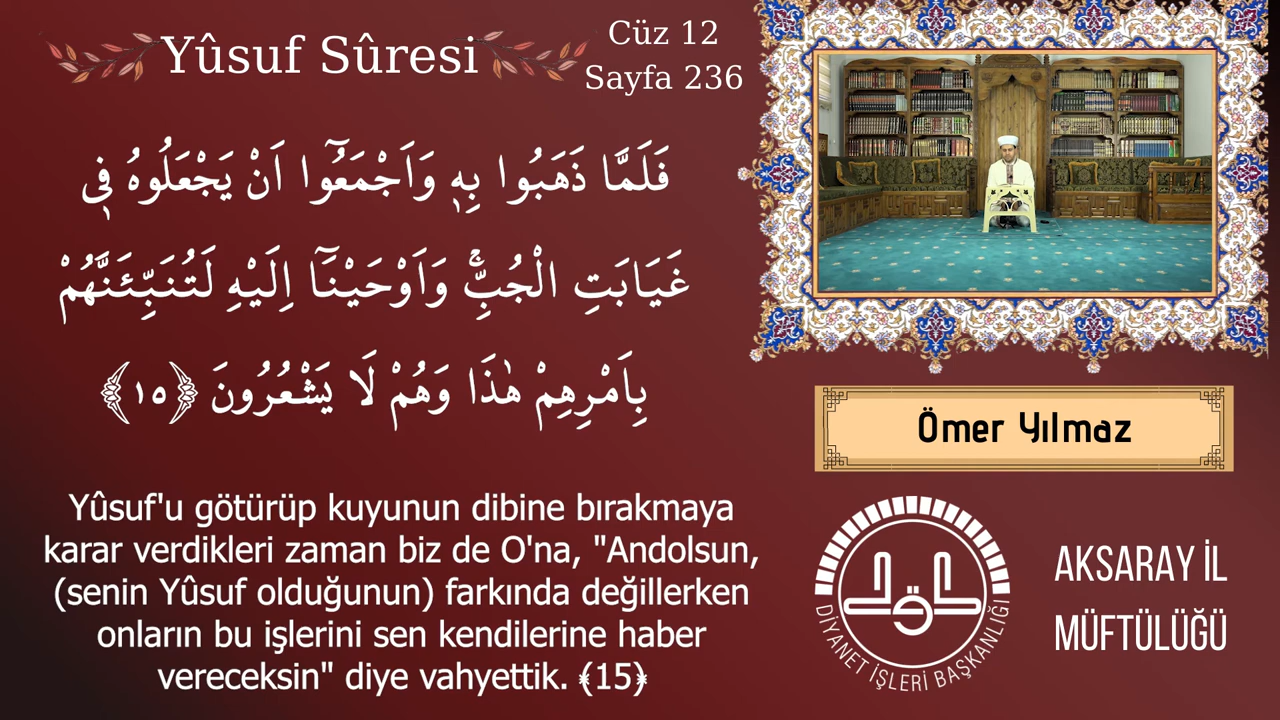 Yûsuf Sûresi
Cüz 12
Sayfa 236
فَلَمَّا ذَهَبُوا بِهٖ وَاَجْمَعُٓوا اَنْ يَجْعَلُوهُ فٖى
غَيَابَتِ الْجُبِّۚ وَاَوْحَيْنَٓا اِلَيْهِ لَتُنَبِّئَنَّهُمْ
بِاَمْرِهِمْ هٰذَا وَهُمْ لَا يَشْعُرُونَ ﴿١٥﴾
Yûsuf'u götürüp kuyunun dibine bırakmaya
karar verdikleri zaman biz de O'na, "Andolsun,
(senin Yûsuf olduğunun) farkında değillerken
onların bu işlerini sen kendilerine haber
vereceksin" diye vahyettik. ﴾15﴿
Ömer Yılmaz
DİYANET İŞLERİ BAŞKANLIĞI
AKSARAY İL
MÜFTÜLÜĞÜ